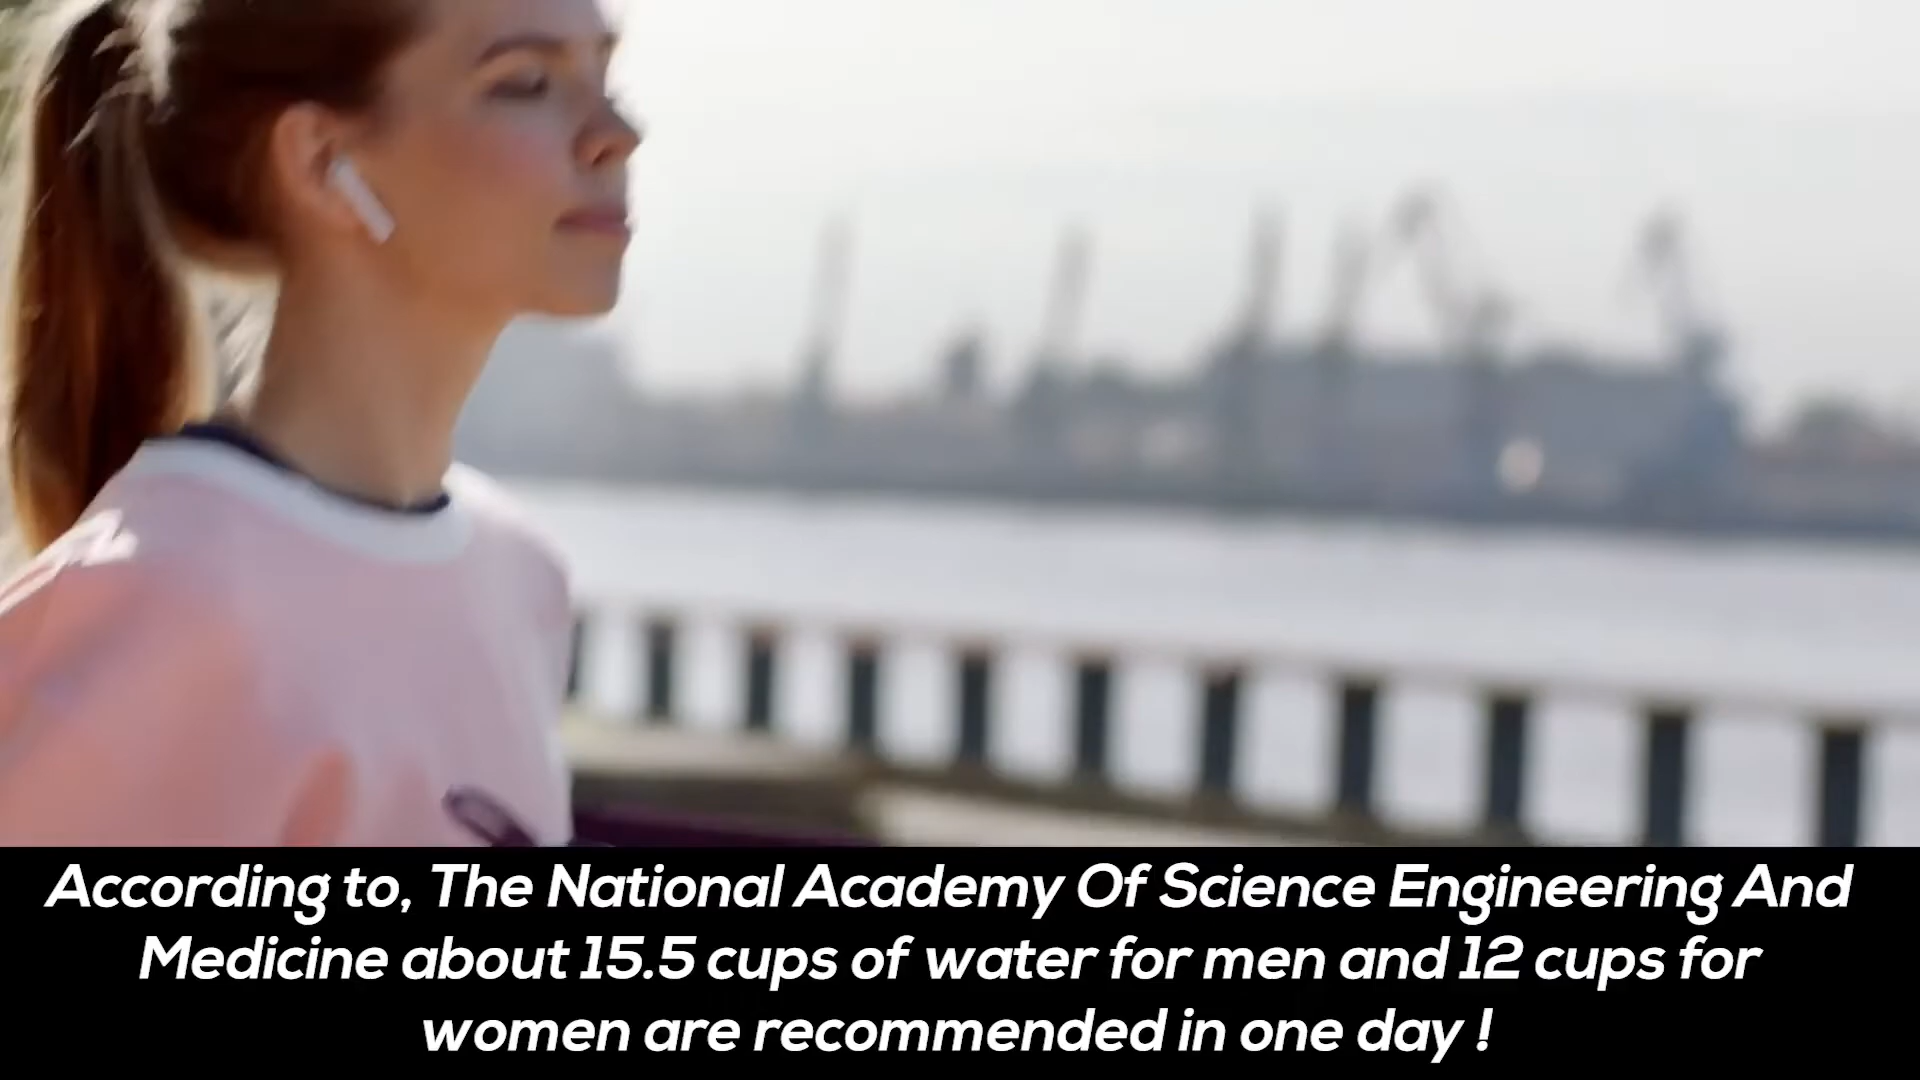 According to, The National Academy Of Science Engineering And
Medicine about 15.5 cups of water for men and 12 cups for
women are recommended in one day !